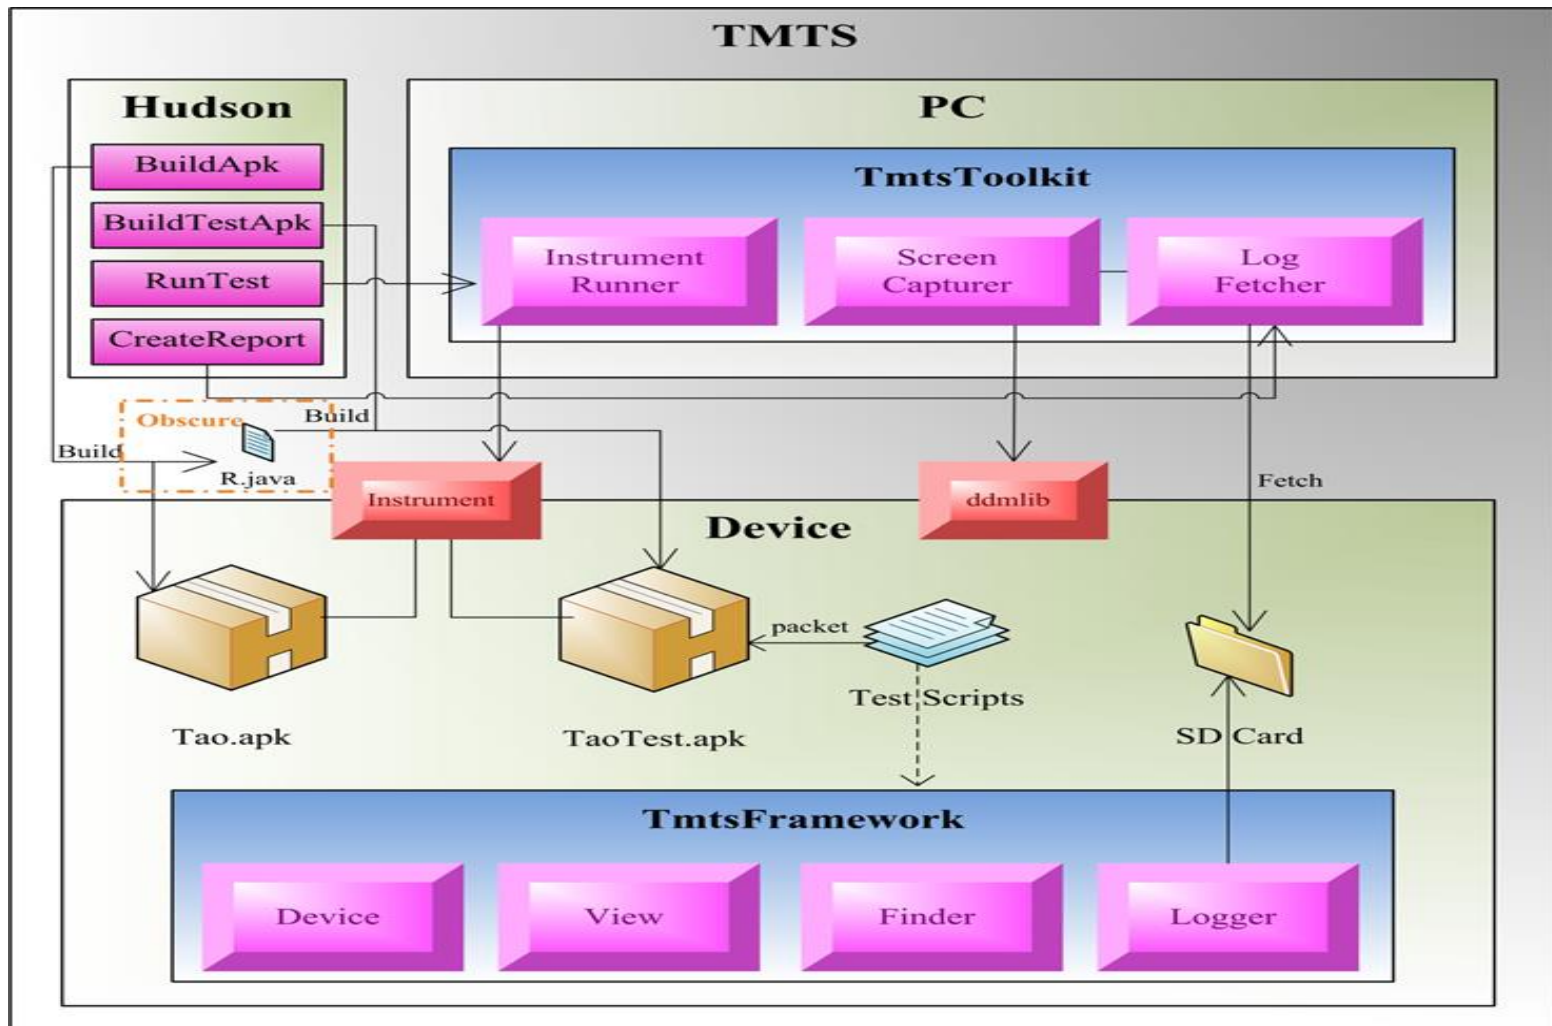 TMTS
Hudson
BuildApk
BuildTestApk
RunTest
CreateReport
PC
TmtsToolkit
Instrument
Runner
Screen
Capturer
Log
Fetcher
Obscure
Build
Build
R.java
Fetch
Instrument
ddmlib
Device
packet
Test Scripts
Tao.apk
TaoTest.apk
SD Card
TmtsFramework
Device
View
Finder
Logger